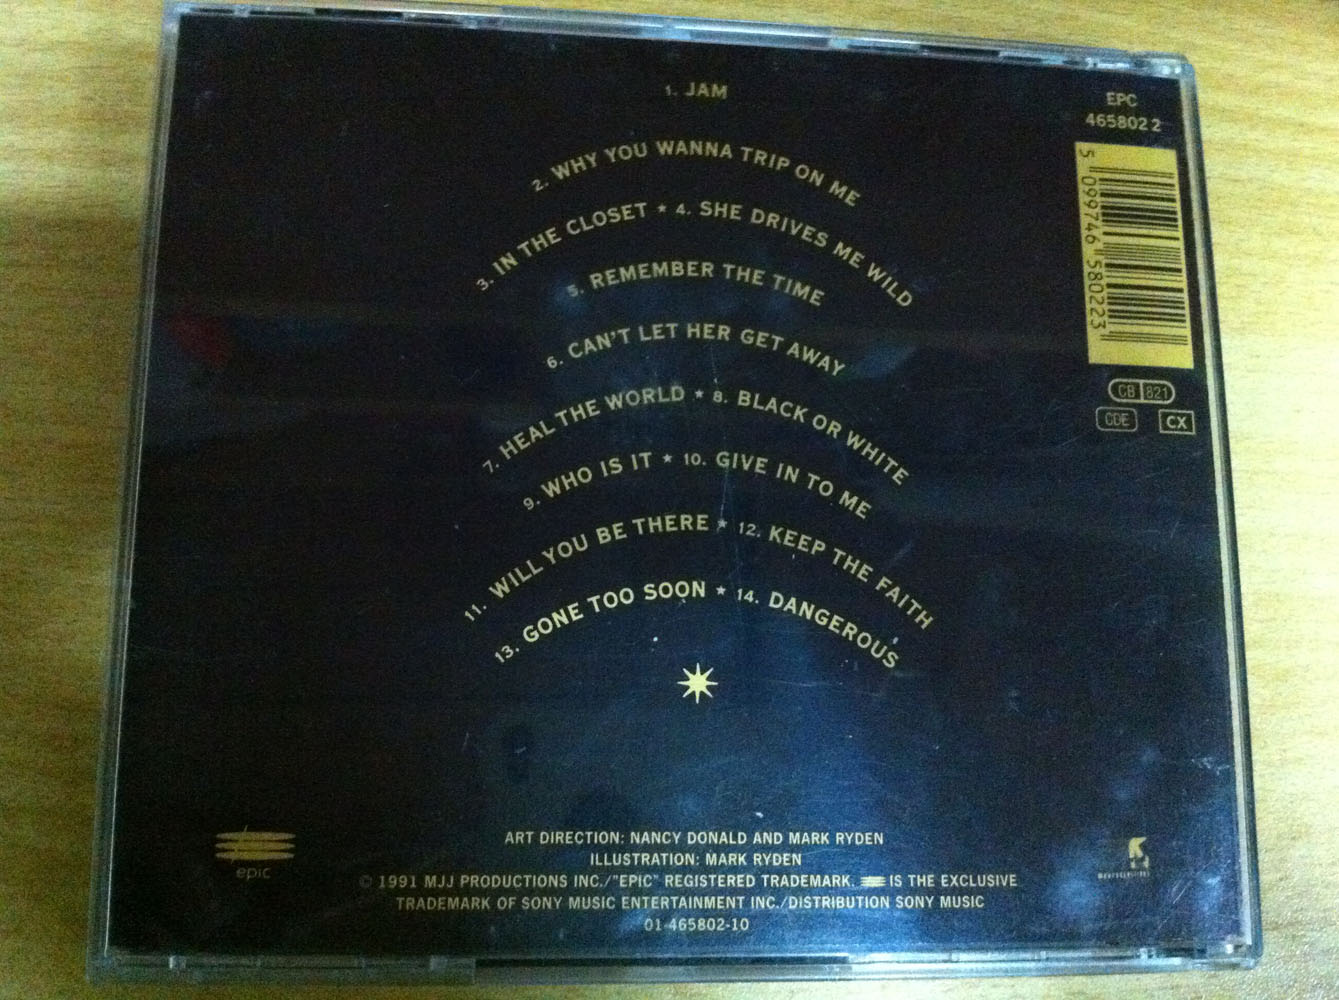 1. JAM
2. WHY YOU WANNA TRIP ON ME
3. IN THE CLOSET ★ 4. SHE DRIVES ME WILD
5. REMEMBER THE TIME
6. CAN'T LET HER GET AWAY
7. HEAL THE WORLD ★ 8. BLACK OR WHITE
9. WHO IS IT ★ 10. GIVE IN TO ME
11. WILL YOU BE THERE ★ 12. KEEP THE FAITH
13. GONE TOO SOON ★ 14. DANGEROUS
EPC
465802 2
5 099746 580223
CB 821
CDE CX
epic
ART DIRECTION: NANCY DONALD AND MARK RYDEN
ILLUSTRATION: MARK RYDEN
© 1991 MJJ PRODUCTIONS INC./"EPIC" REGISTERED TRADEMARK. IS THE EXCLUSIVE
TRADEMARK OF SONY MUSIC ENTERTAINMENT INC./DISTRIBUTION SONY MUSIC
01-465802-10